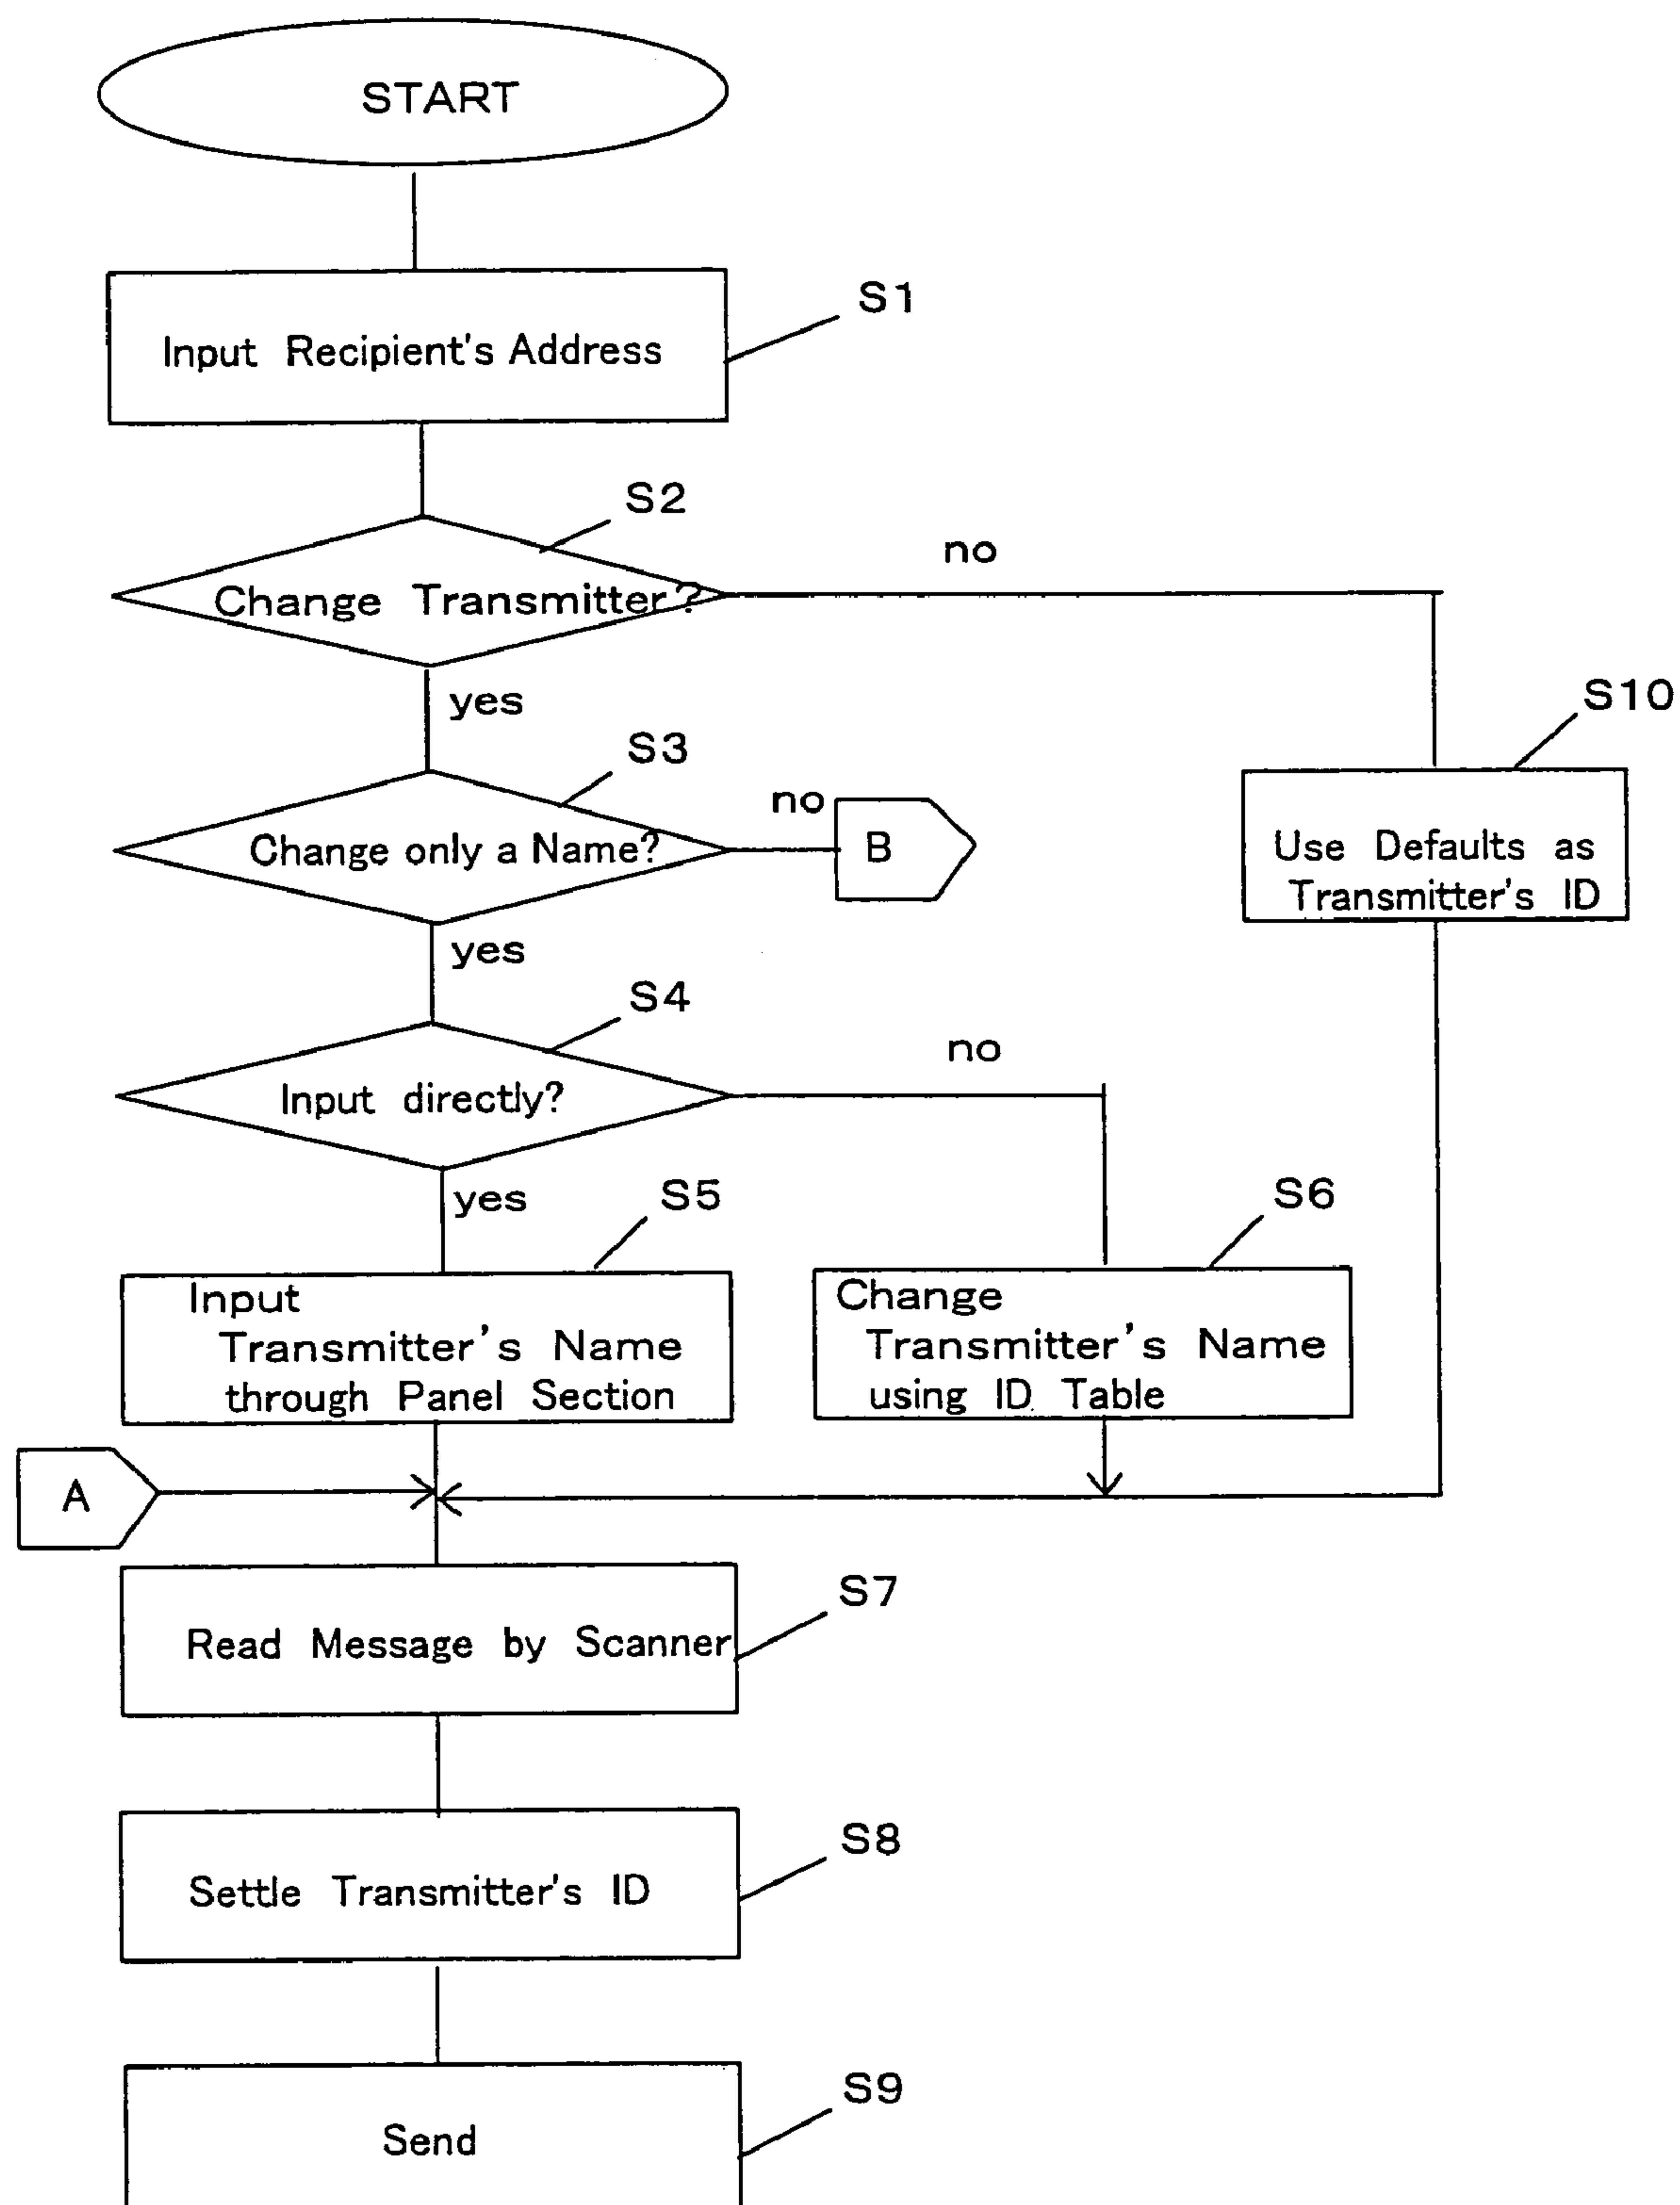 START
S1
Input Recipient's Address
S2
no
Change Transmitter?
yes
S10
S3
no
B
Change only a Name?
Use Defaults as
Transmitter's ID
yes
S4
no
Input directly?
yes
S5
S6
Input
Transmitter's Name
through Panel Section
Change
Transmitter's Name
using ID Table
A
S7
Read Message by Scanner
S8
Settle Transmitter's ID
S9
Send